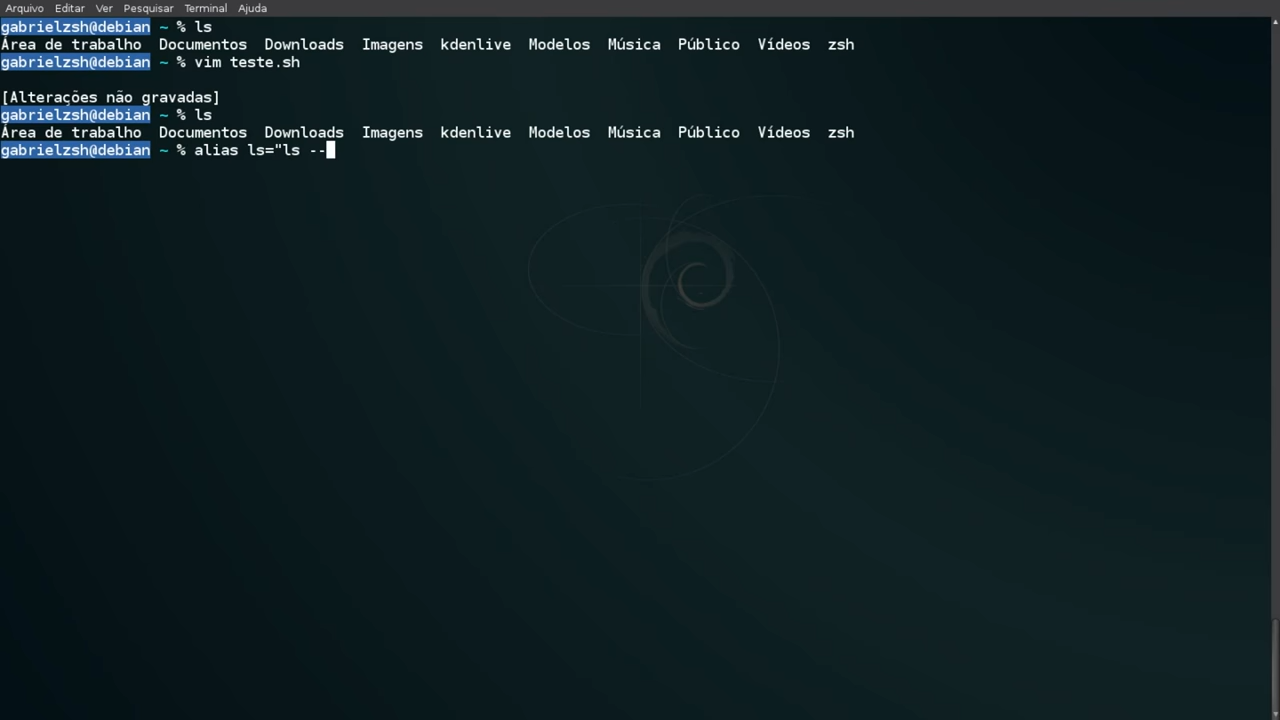 Arquivo Editar Ver Pesquisar Terminal Ajuda
gabrielzsh@debian ~ % ls
Área de trabalho Documentos Downloads Imagens kdenlive Modelos Música Público Vídeos zsh
gabrielzsh@debian ~ % vim teste.sh
[Alterações não gravadas]
gabrielzsh@debian ~ % ls
Área de trabalho Documentos Downloads Imagens kdenlive Modelos Música Público Vídeos zsh
gabrielzsh@debian ~ % alias ls="ls --